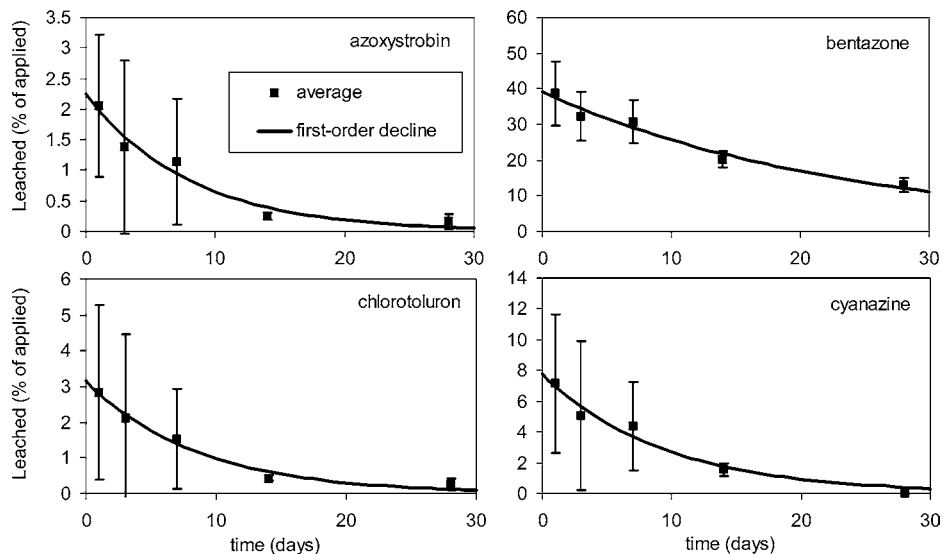 azoxystrobin
Leached (% of applied)
3.5
3
2.5
2
1.5
1
0.5
0
0 10 20 30
average
first-order decline
bentazone
60
50
40
30
20
10
0
0 10 20 30
chlorotoluron
Leached (% of applied)
6
5
4
3
2
1
0
0 10 20 30
time (days)
cyanazine
14
12
10
8
6
4
2
0
0 10 20 30
time (days)